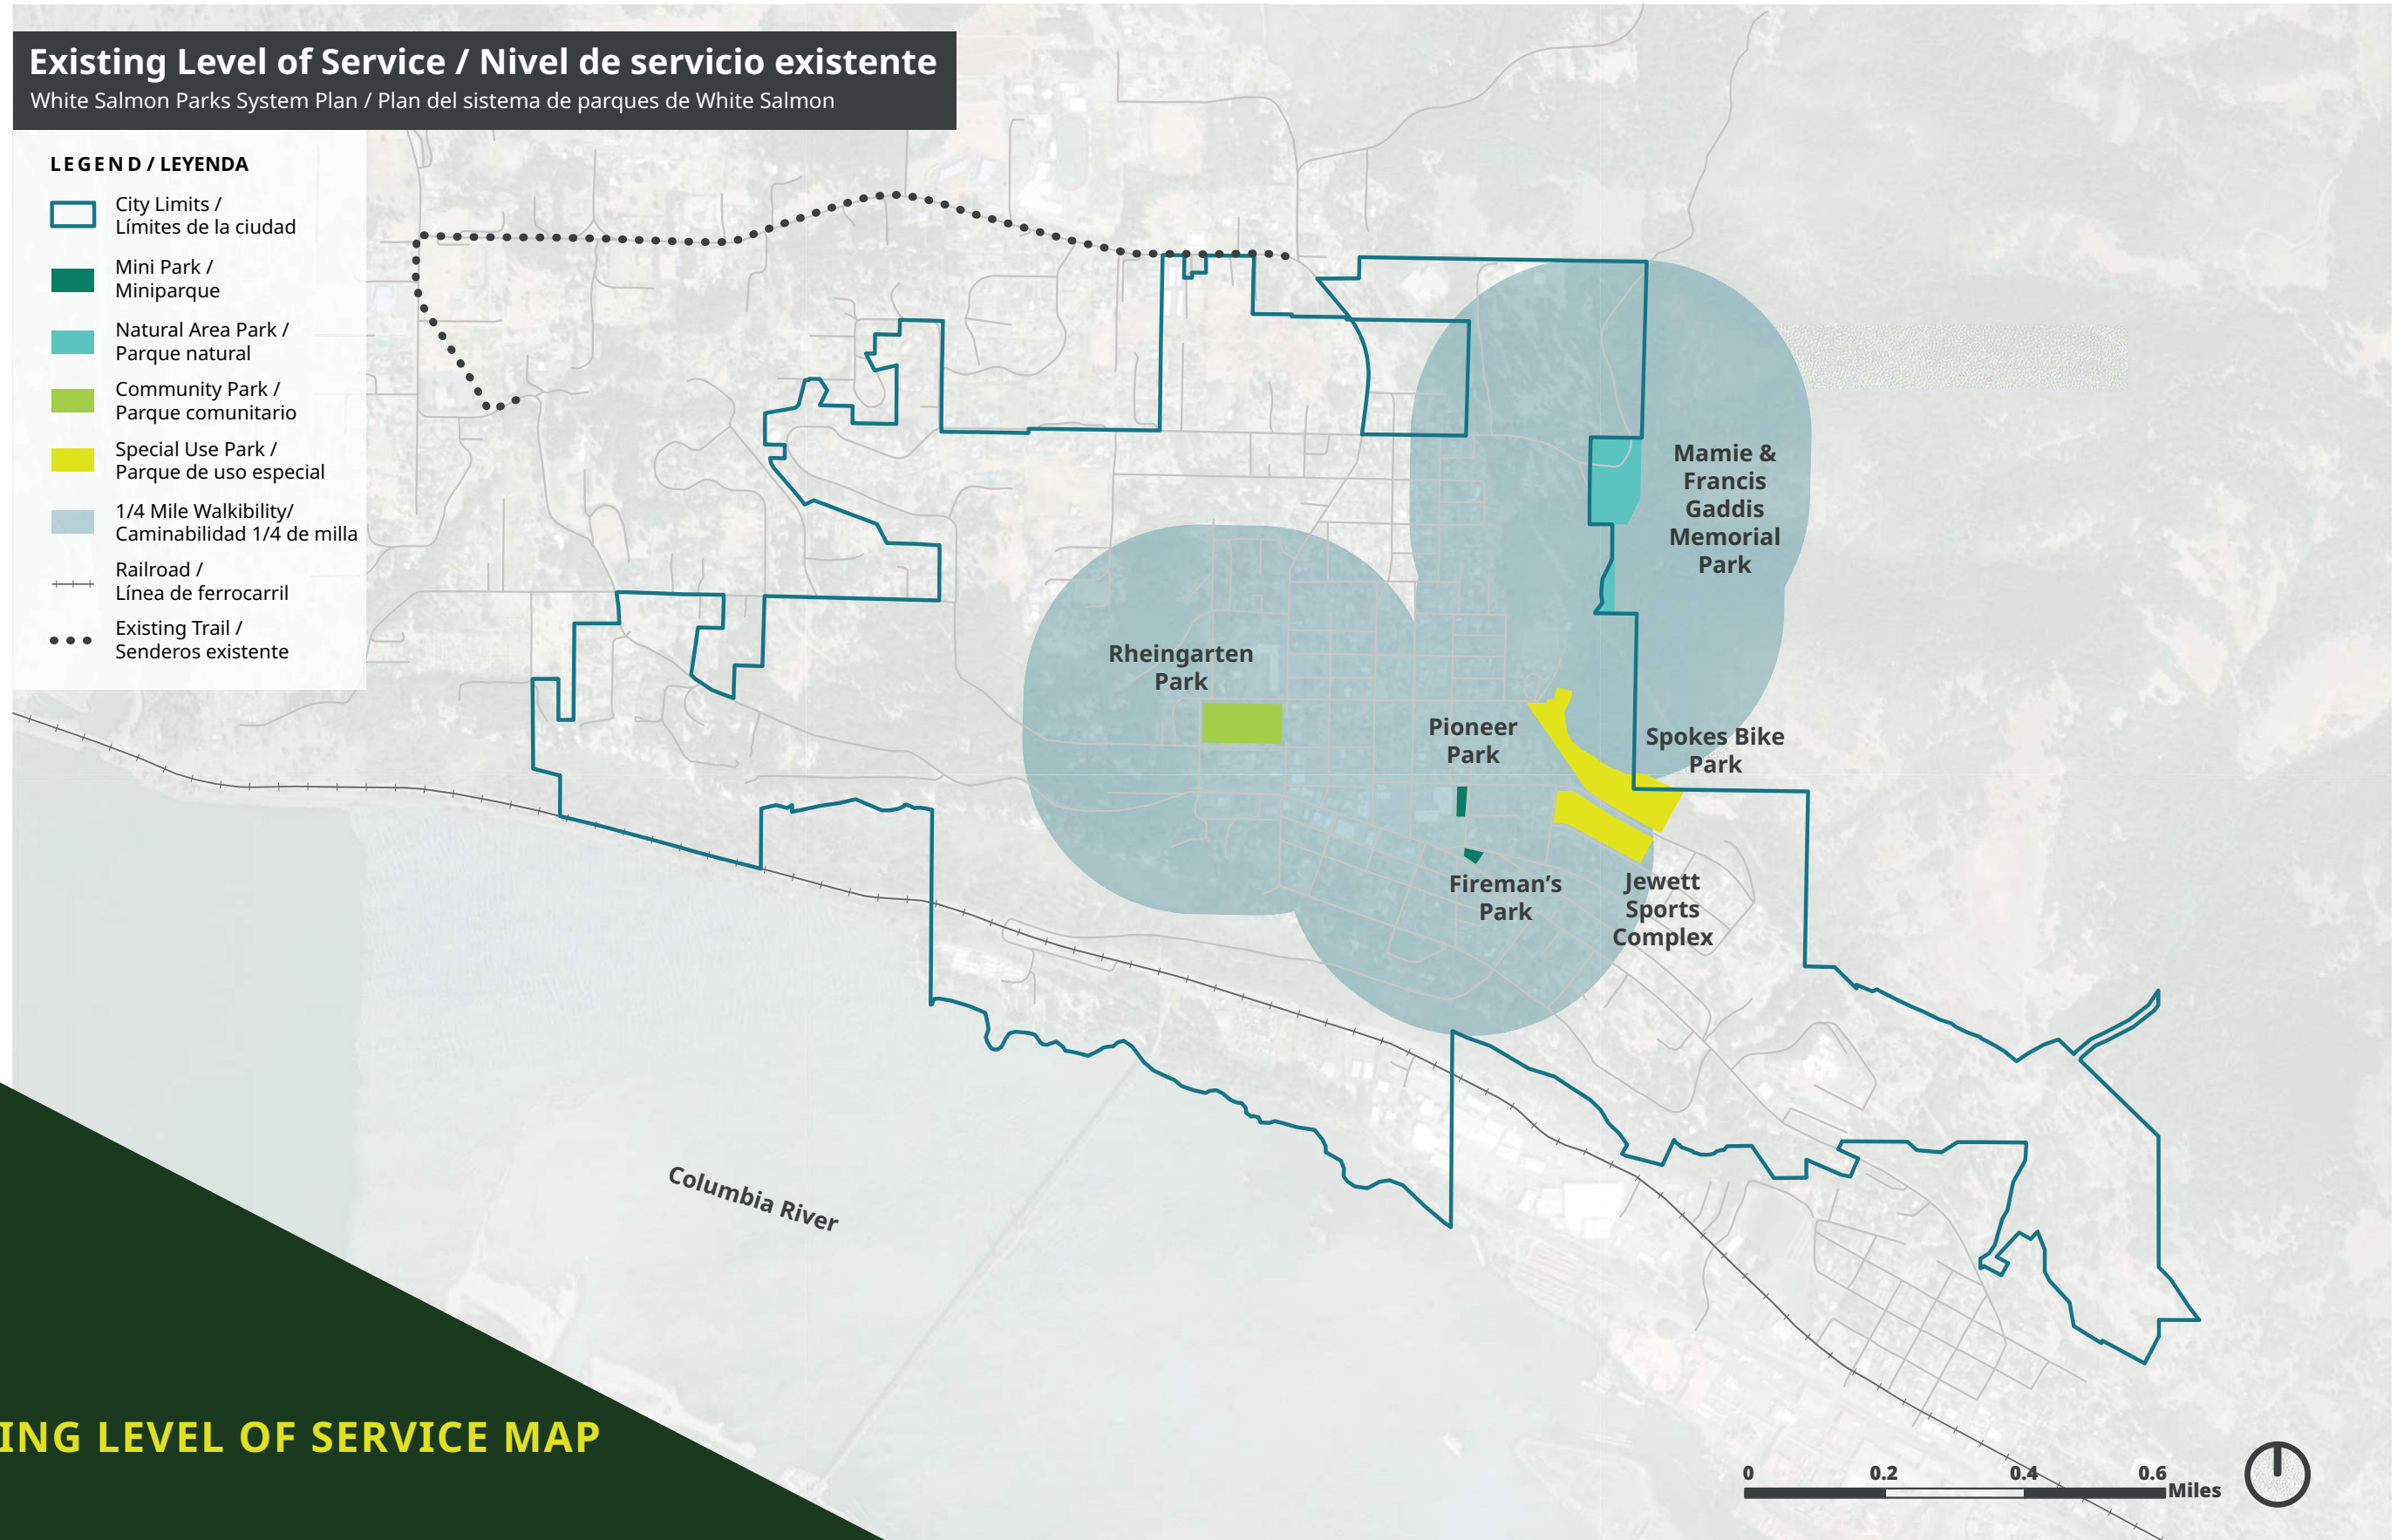 Existing Level of Service / Nivel de servicio existente
White Salmon Parks System Plan / Plan del sistema de parques de White Salmon
LEGEND / LEYENDA
City Limits /
Límites de la ciudad
Mini Park /
Miniparque
Natural Area Park /
Parque natural
Community Park /
Parque comunitario
Special Use Park /
Parque de uso especial
1/4 Mile Walkibility/
Caminabilidad 1/4 de milla
Railroad /
Línea de ferrocarril
Existing Trail /
Senderos existente
Mamie &
Francis
Gaddis
Memorial
Park
Rheingarten
Park
Pioneer
Park
Spokes Bike
Park
Fireman’s
Park
Jewett
Sports
Complex
Columbia River
ING LEVEL OF SERVICE MAP
0 0.2 0.4 0.6
Miles